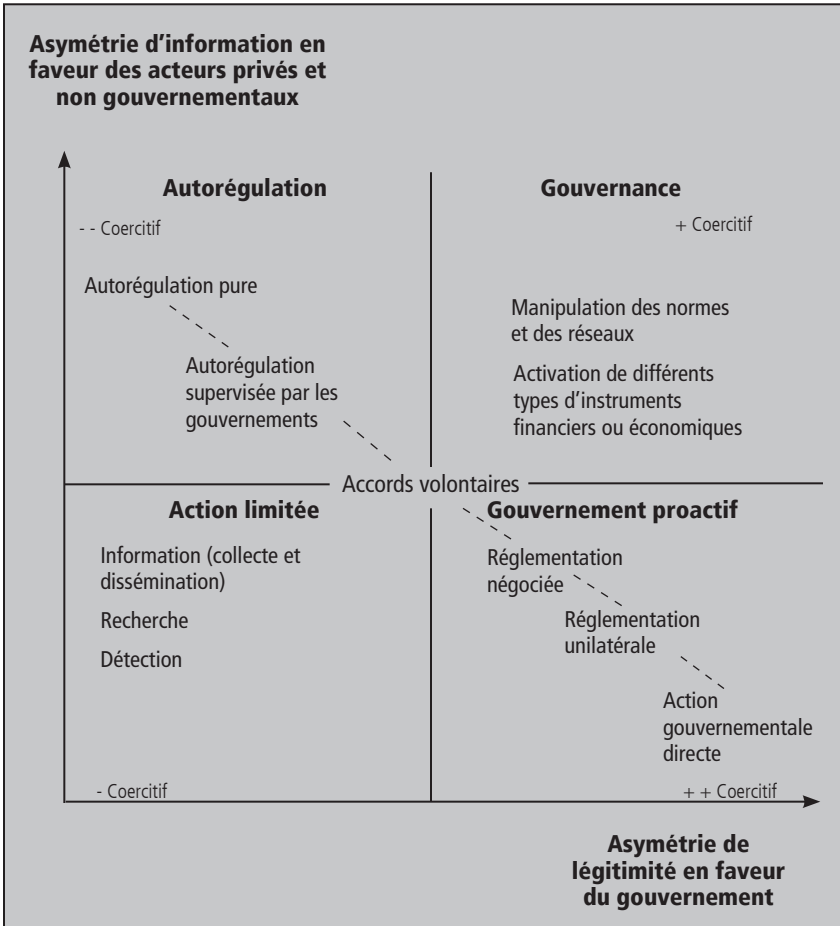 Asymétrie d'information en
faveur des acteurs privés et
non gouvernementaux
Autorégulation
- - Coercitif
Autorégulation pure
Autorégulation
supervisée par les
gouvernements
Gouvernance
+ Coercitif
Manipulation des normes
et des réseaux
Activation de différents
types d'instruments
financiers ou économiques
Accords volontaires
Action limitée
Information (collecte et
dissémination)
Recherche
Détection
- Coercitif
Gouvernement proactif
Réglementation
négociée
Réglementation
unilatérale
Action
gouvernementale
directe
+ + Coercitif
Asymétrie de
légitimité en faveur
du gouvernement